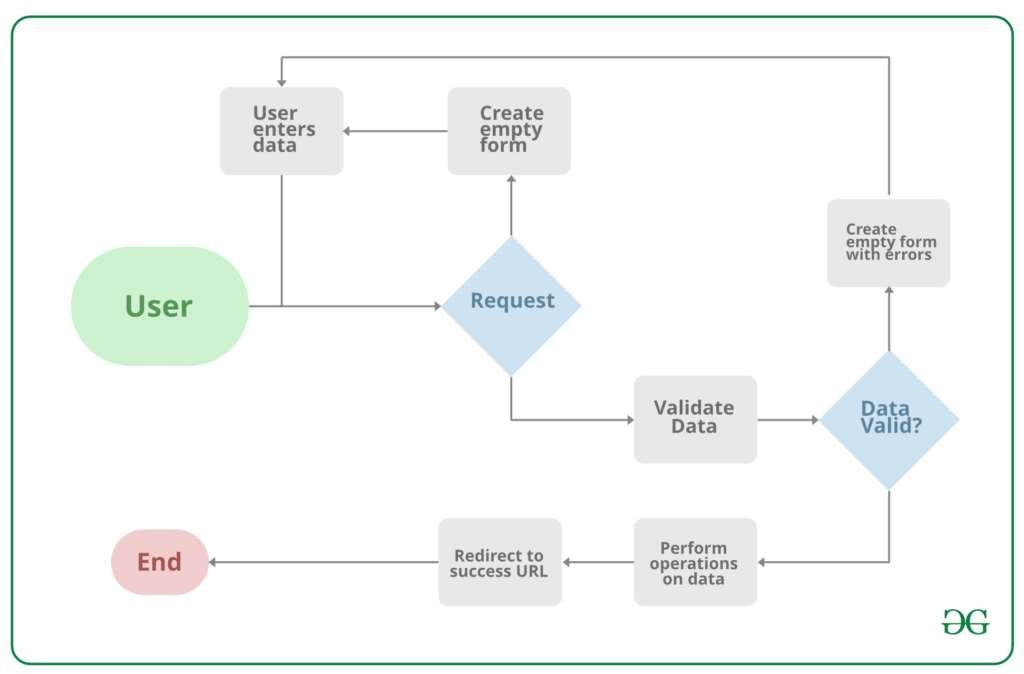 User
enters
data
Create
empty
form
Create
empty form
with errors
User
Request
Validate
Data
Data
Valid?
End
Redirect to
success URL
Perform
operations
on data